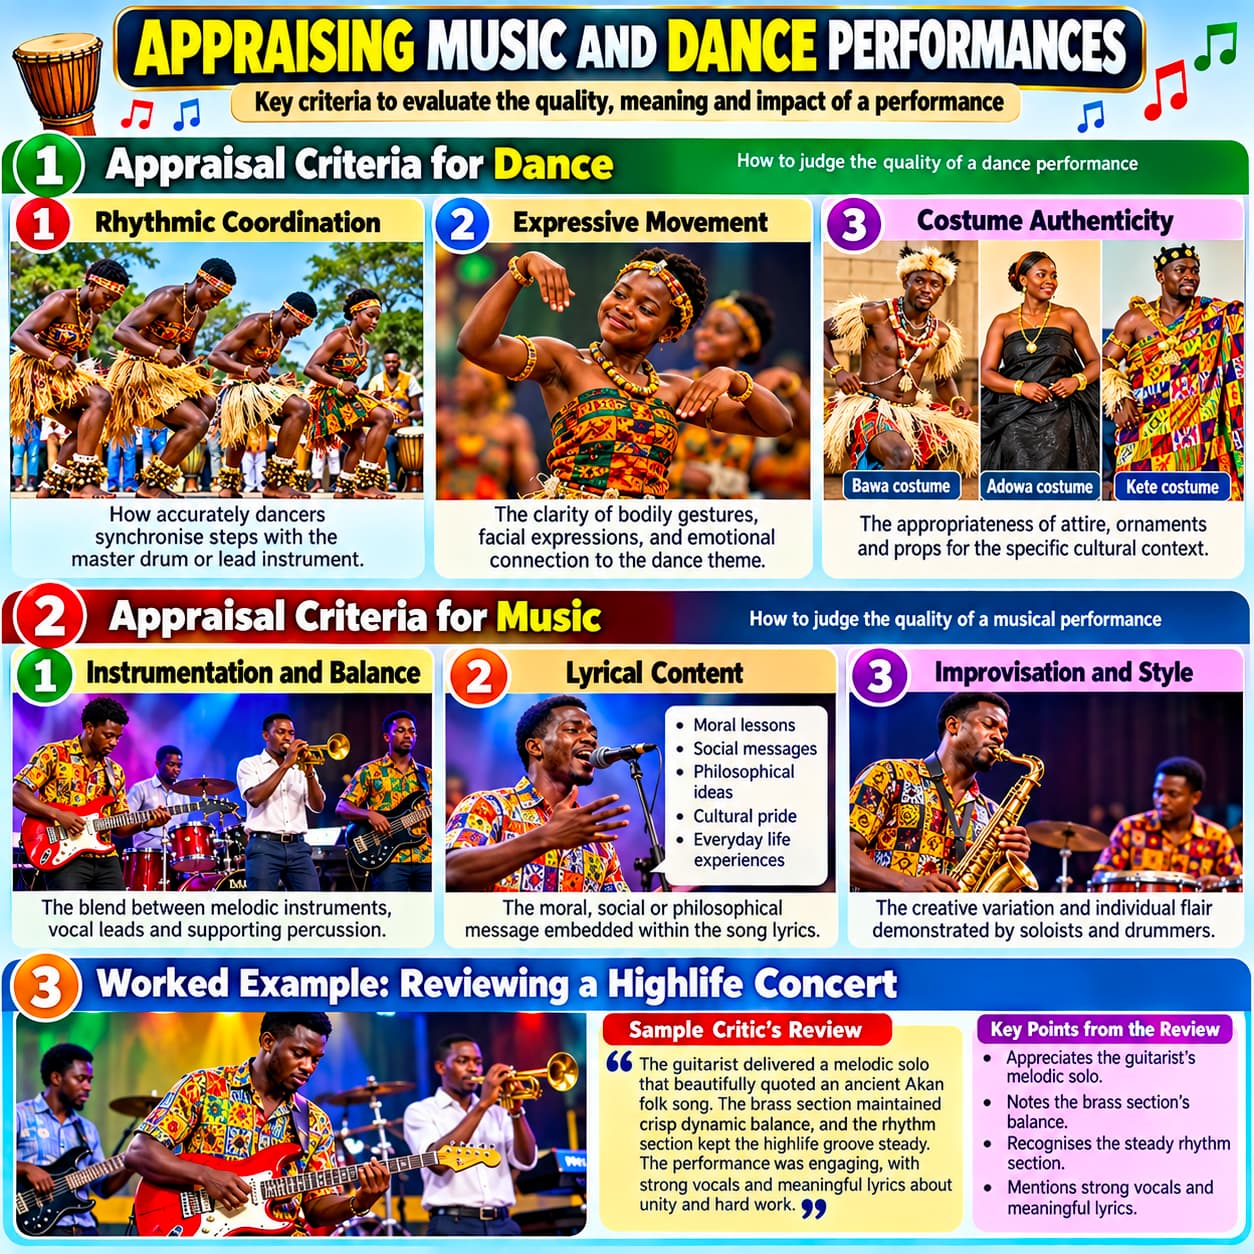 APPRAISING MUSIC AND DANCE PERFORMANCES
Key criteria to evaluate the quality, meaning and impact of a performance
1 Appraisal Criteria for Dance
How to judge the quality of a dance performance
1 Rhythmic Coordination
How accurately dancers
synchronise steps with the
master drum or lead instrument.
2 Expressive Movement
The clarity of bodily gestures,
facial expressions, and emotional
connection to the dance theme.
3 Costume Authenticity
Bawa costume
Adowa costume
Kete costume
The appropriateness of attire, ornaments
and props for the specific cultural context.
2 Appraisal Criteria for Music
How to judge the quality of a musical performance
1 Instrumentation and Balance
The blend between melodic instruments,
vocal leads and supporting percussion.
2 Lyrical Content
• Moral lessons
• Social messages
• Philosophical
ideas
• Cultural pride
• Everyday life
experiences
The moral, social or philosophical
message embedded within the song lyrics.
3 Improvisation and Style
The creative variation and individual flair
demonstrated by soloists and drummers.
3 Worked Example: Reviewing a Highlife Concert
Sample Critic's Review
“ The guitarist delivered a melodic solo
that beautifully quoted an ancient Akan
folk song. The brass section maintained
crisp dynamic balance, and the rhythm
section kept the highlife groove steady.
The performance was engaging, with
strong vocals and meaningful lyrics about
unity and hard work. ”
Key Points from the Review
• Appreciates the guitarist's
melodic solo.
• Notes the brass section's
balance.
• Recognises the steady rhythm
section.
• Mentions strong vocals and
meaningful lyrics.